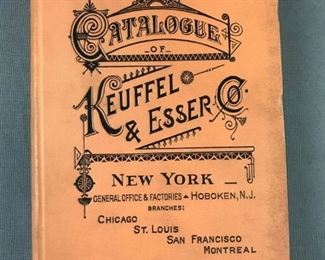 CATALOGUE
OF
KEUFFEL
& ESSER CO.
NEW YORK
GENERAL OFFICE & FACTORIES - HOBOKEN, N.J.
BRANCHES:
CHICAGO
ST. LOUIS
SAN FRANCISCO
MONTREAL